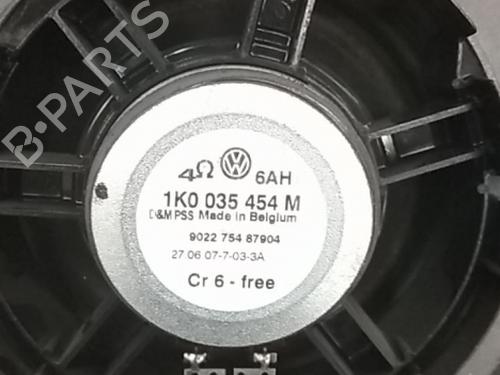 B-PARTS
4Ω VW 6AH
1K0 035 454 M
D&M PSS Made in Belgium
9022 754 87904
27 06 07-7-03-3A
Cr 6 - free